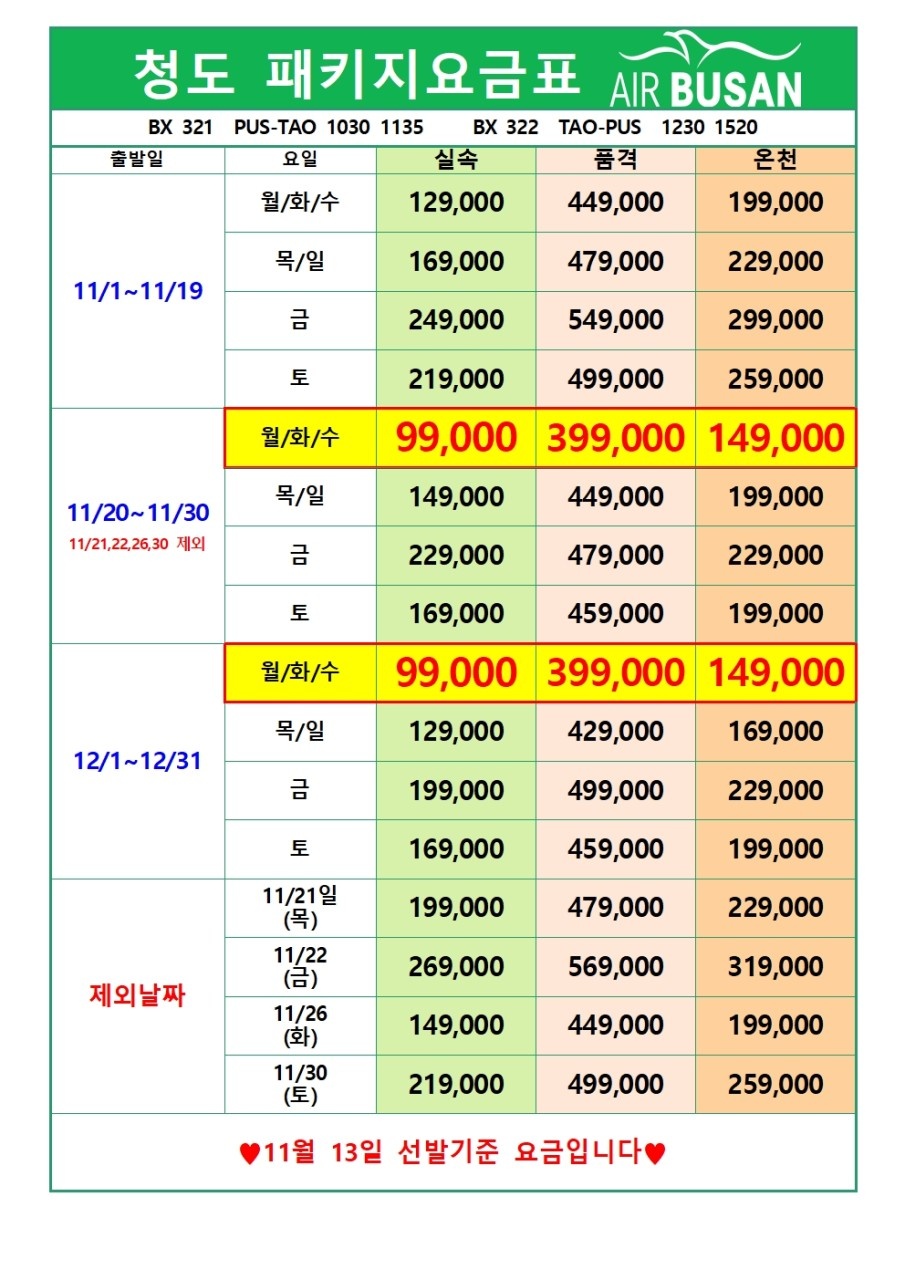 청도 패키지요금표 AIR BUSAN
BX 321 PUS-TAO 1030 1135 BX 322 TAO-PUS 1230 1520
출발일 요일 실속 품격 온천
11/1~11/19
월/화/수 129,000 449,000 199,000
목/일 169,000 479,000 229,000
금 249,000 549,000 299,000
토 219,000 499,000 259,000
11/20~11/30
11/21,22,26,30 제외
월/화/수 99,000 399,000 149,000
목/일 149,000 449,000 199,000
금 229,000 479,000 229,000
토 169,000 459,000 199,000
12/1~12/31
월/화/수 99,000 399,000 149,000
목/일 129,000 429,000 169,000
금 199,000 499,000 229,000
토 169,000 459,000 199,000
제외날짜
11/21일
(목) 199,000 479,000 229,000
11/22
(금) 269,000 569,000 319,000
11/26
(화) 149,000 449,000 199,000
11/30
(토) 219,000 499,000 259,000
♥11월 13일 선발기준 요금입니다♥